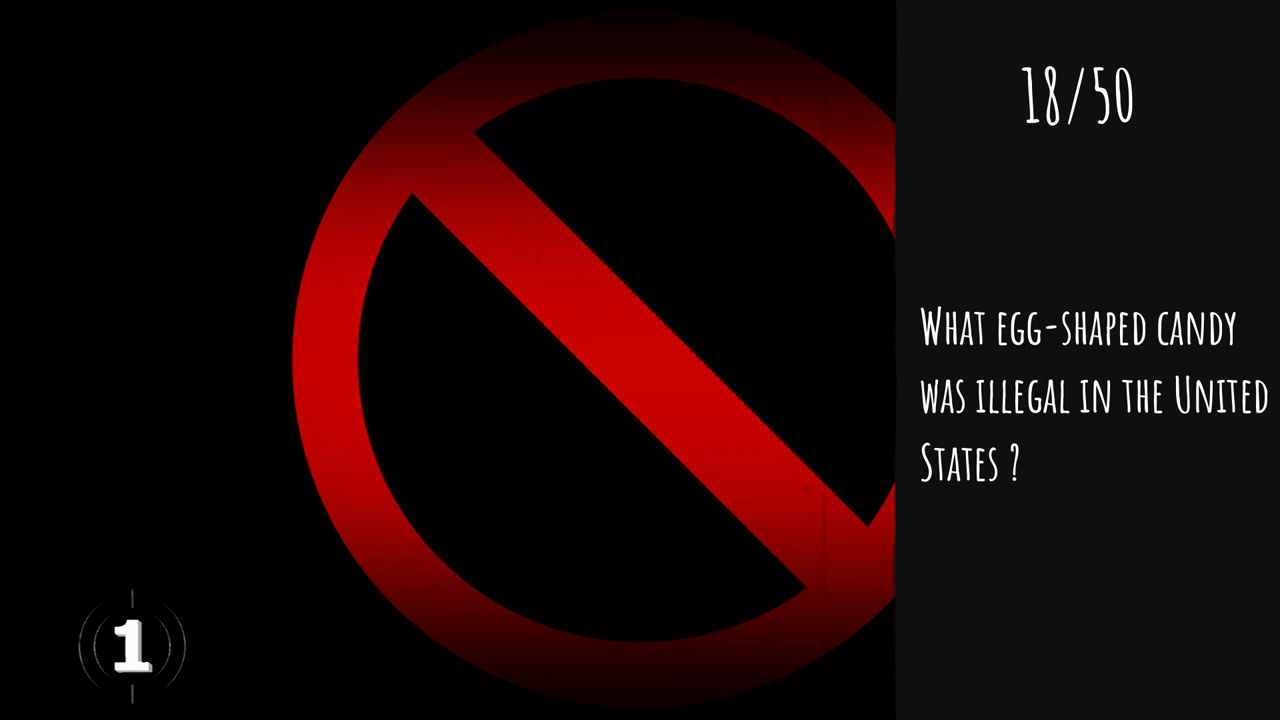 18/50
What egg-shaped candy
was illegal in the United
States ?
1